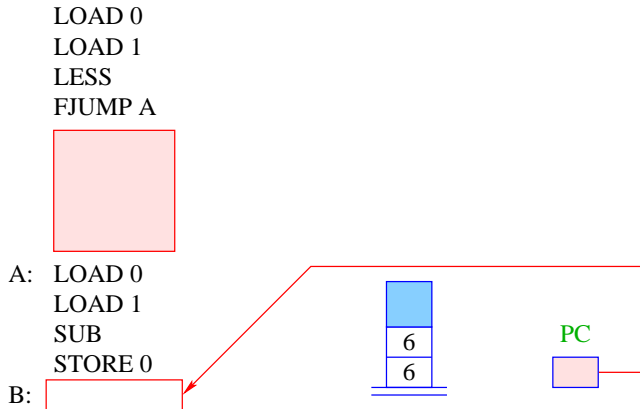 LOAD 0
LOAD 1
LESS
FJUMP A
A: LOAD 0
LOAD 1
SUB
STORE 0
B:
6
6
PC